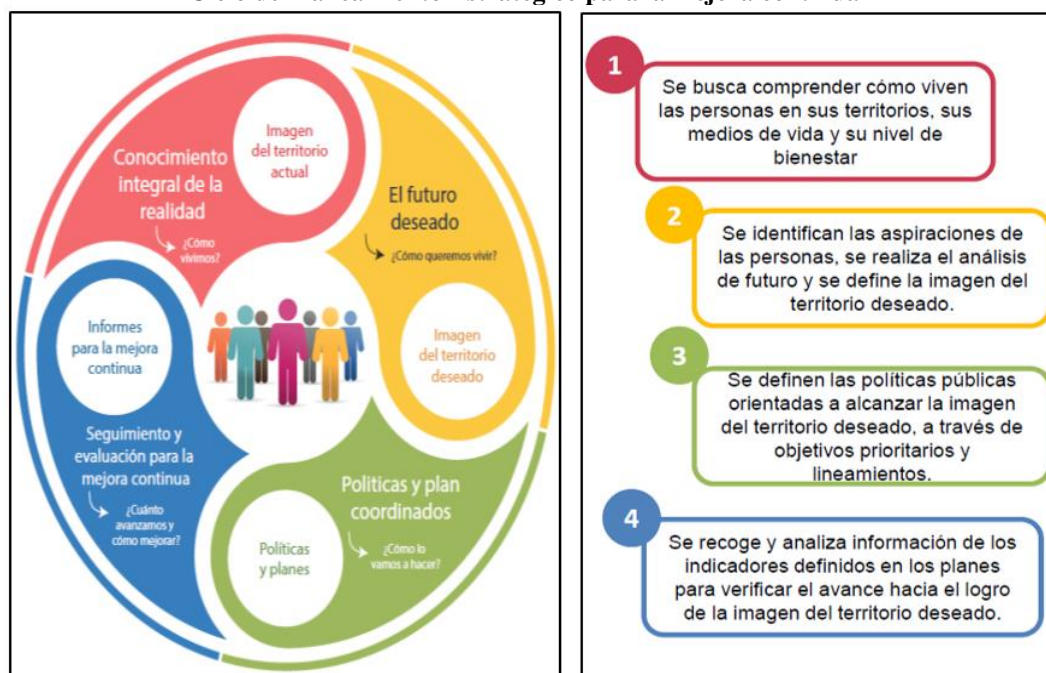 Conocimiento
integral de la
realidad
¿Cómo
vivimos?
Imagen
del territorio
actual
El futuro
deseado
¿Cómo queremos vivir?
Imagen
del territorio
deseado
Políticas y plan
coordinados
¿Cómo lo
vamos a hacer?
Políticas
y planes
Seguimiento y
evaluación para la
mejora continua
¿Cuánto
avanzamos y
cómo mejorar?
Informes
para la mejora
continua
1
Se busca comprender cómo viven
las personas en sus territorios, sus
medios de vida y su nivel de
bienestar
2
Se identifican las aspiraciones de
las personas, se realiza el análisis
de futuro y se define la imagen del
territorio deseado.
3
Se definen las políticas públicas
orientadas a alcanzar la imagen
del territorio deseado, a través de
objetivos prioritarios y
lineamientos.
4
Se recoge y analiza información de los
indicadores definidos en los planes
para verificar el avance hacia el logro
de la imagen del territorio deseado.